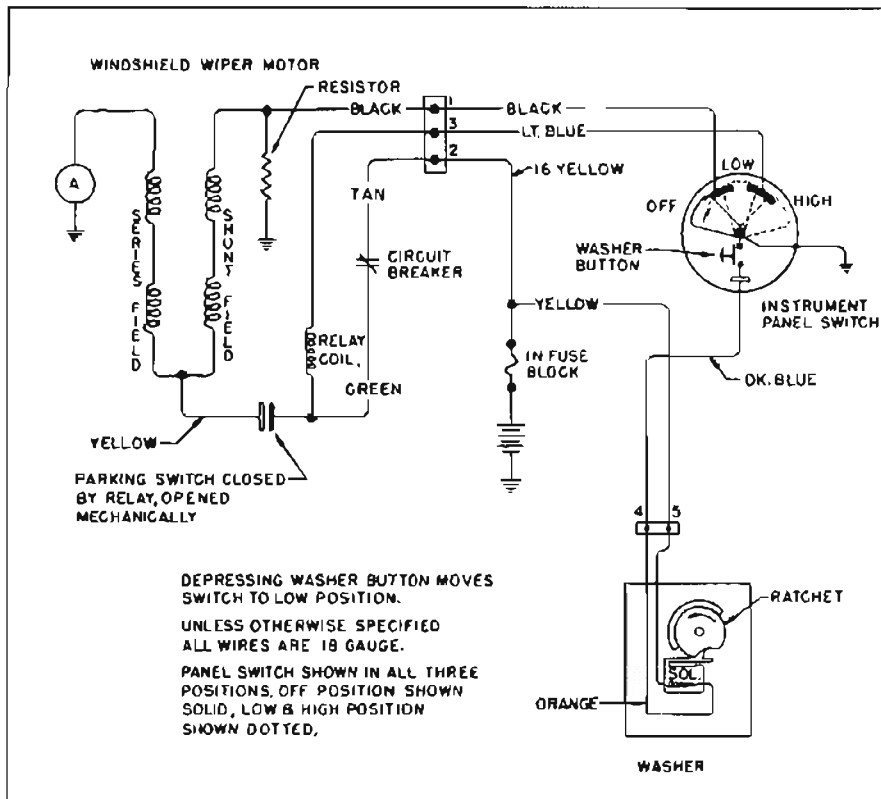 WINDSHIELD WIPER MOTOR
RESISTOR
BLACK
1
BLACK
3
LT. BLUE
2
16 YELLOW
A
TAN
LOW
OFF
HIGH
SERIES FIELD
SHUNT FIELD
CIRCUIT
BREAKER
WASHER
BUTTON
YELLOW
INSTRUMENT
PANEL SWITCH
RELAY
COIL,
IN FUSE
BLOCK
GREEN
DK. BLUE
YELLOW
PARKING SWITCH CLOSED
BY RELAY, OPENED
MECHANICALLY
4
5
DEPRESSING WASHER BUTTON MOVES
SWITCH TO LOW POSITION.
UNLESS OTHERWISE SPECIFIED
ALL WIRES ARE 18 GAUGE.
PANEL SWITCH SHOWN IN ALL THREE
POSITIONS, OFF POSITION SHOWN
SOLID, LOW & HIGH POSITION
SHOWN DOTTED,
RATCHET
SOL.
ORANGE
WASHER